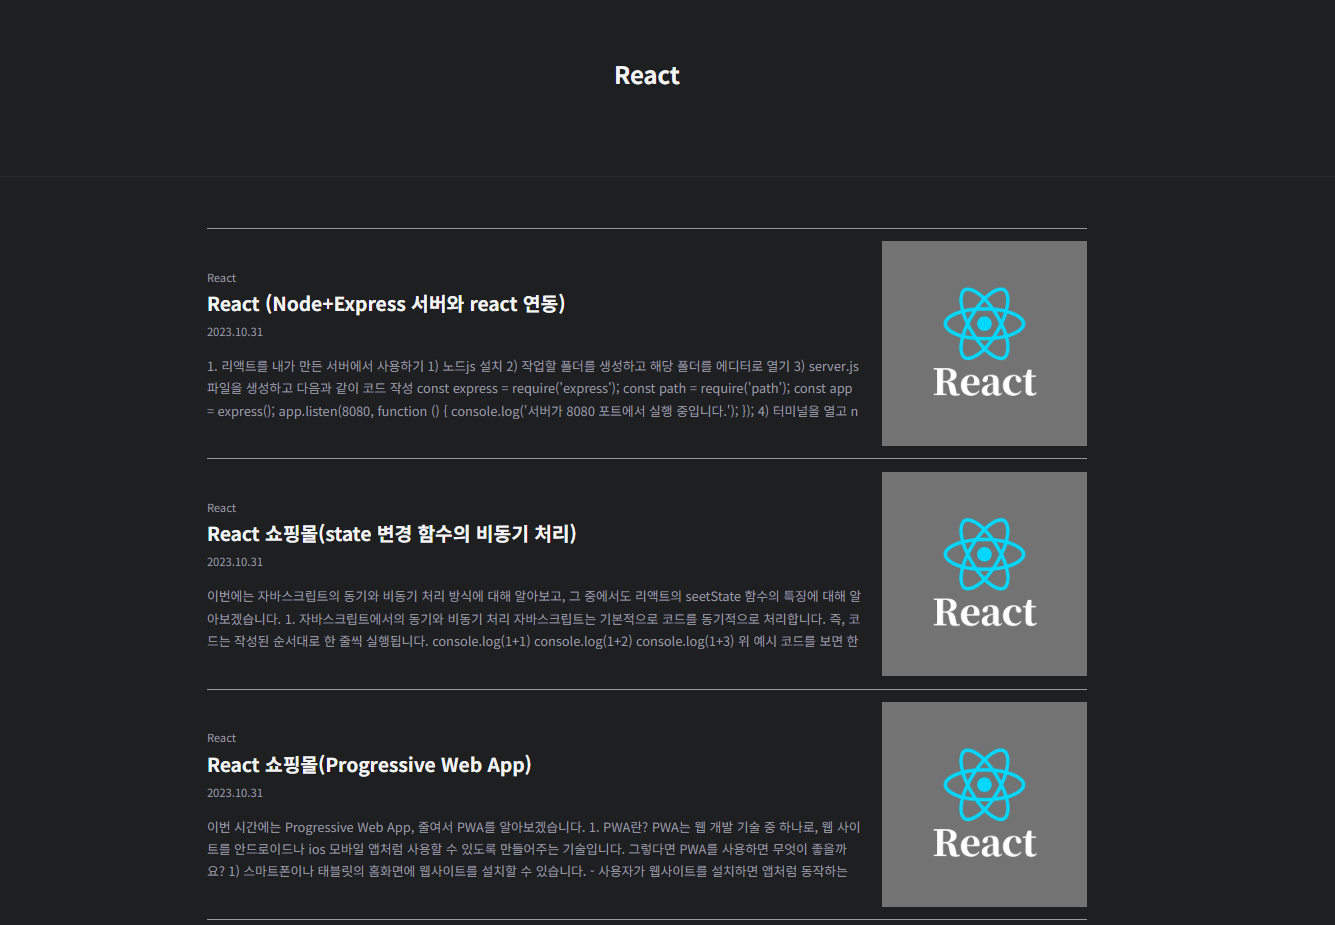 React
React
React (Node+Express 서버와 react 연동)
2023.10.31
1. 리액트를 내가 만든 서버에서 사용하기 1) 노드js 설치 2) 작업할 폴더를 생성하고 해당 폴더를 에디터로 열기 3) server.js
파일을 생성하고 다음과 같이 코드 작성 const express = require('express'); const path = require('path'); const app
= express(); app.listen(8080, function () { console.log('서버가 8080 포트에서 실행 중입니다.'); }); 4) 터미널을 열고 n
React
React
React 쇼핑몰(state 변경 함수의 비동기 처리)
2023.10.31
이번에는 자바스크립트의 동기와 비동기 처리 방식에 대해 알아보고, 그 중에서도 리액트의 seetState 함수의 특징에 대해 알
아보겠습니다. 1. 자바스크립트에서의 동기와 비동기 처리 자바스크립트는 기본적으로 코드를 동기적으로 처리합니다. 즉, 코
드는 작성된 순서대로 한 줄씩 실행됩니다. console.log(1+1) console.log(1+2) console.log(1+3) 위 예시 코드를 보면 한
React
React
React 쇼핑몰(Progressive Web App)
2023.10.31
이번 시간에는 Progressive Web App, 줄여서 PWA를 알아보겠습니다. 1. PWA란? PWA는 웹 개발 기술 중 하나로, 웹 사이
트를 안드로이드나 ios 모바일 앱처럼 사용할 수 있도록 만들어주는 기술입니다. 그렇다면 PWA를 사용하면 무엇이 좋을까
요? 1) 스마트폰이나 태블릿의 홈화면에 웹사이트를 설치할 수 있습니다. - 사용자가 웹사이트를 설치하면 앱처럼 동작하는
React